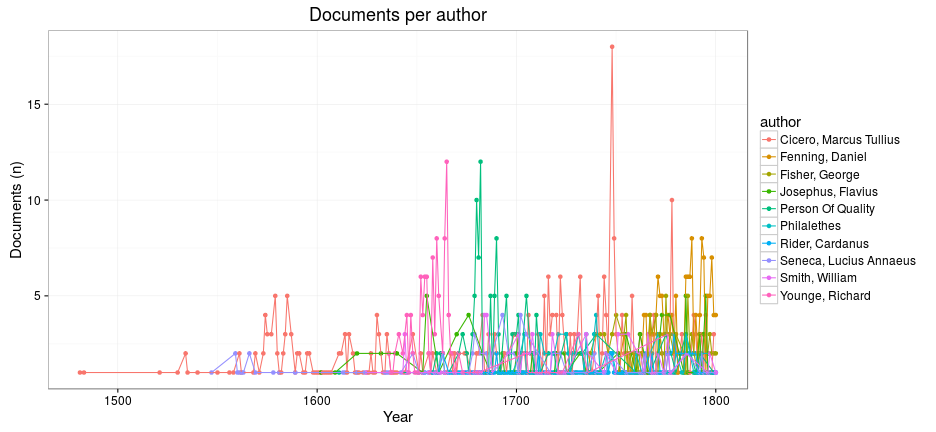 Documents per author
Documents (n)
15
10
5
1500
1600
1700
1800
Year
author
Cicero, Marcus Tullius
Fenning, Daniel
Fisher, George
Josephus, Flavius
Person Of Quality
Philalethes
Rider, Cardanus
Seneca, Lucius Annaeus
Smith, William
Younge, Richard